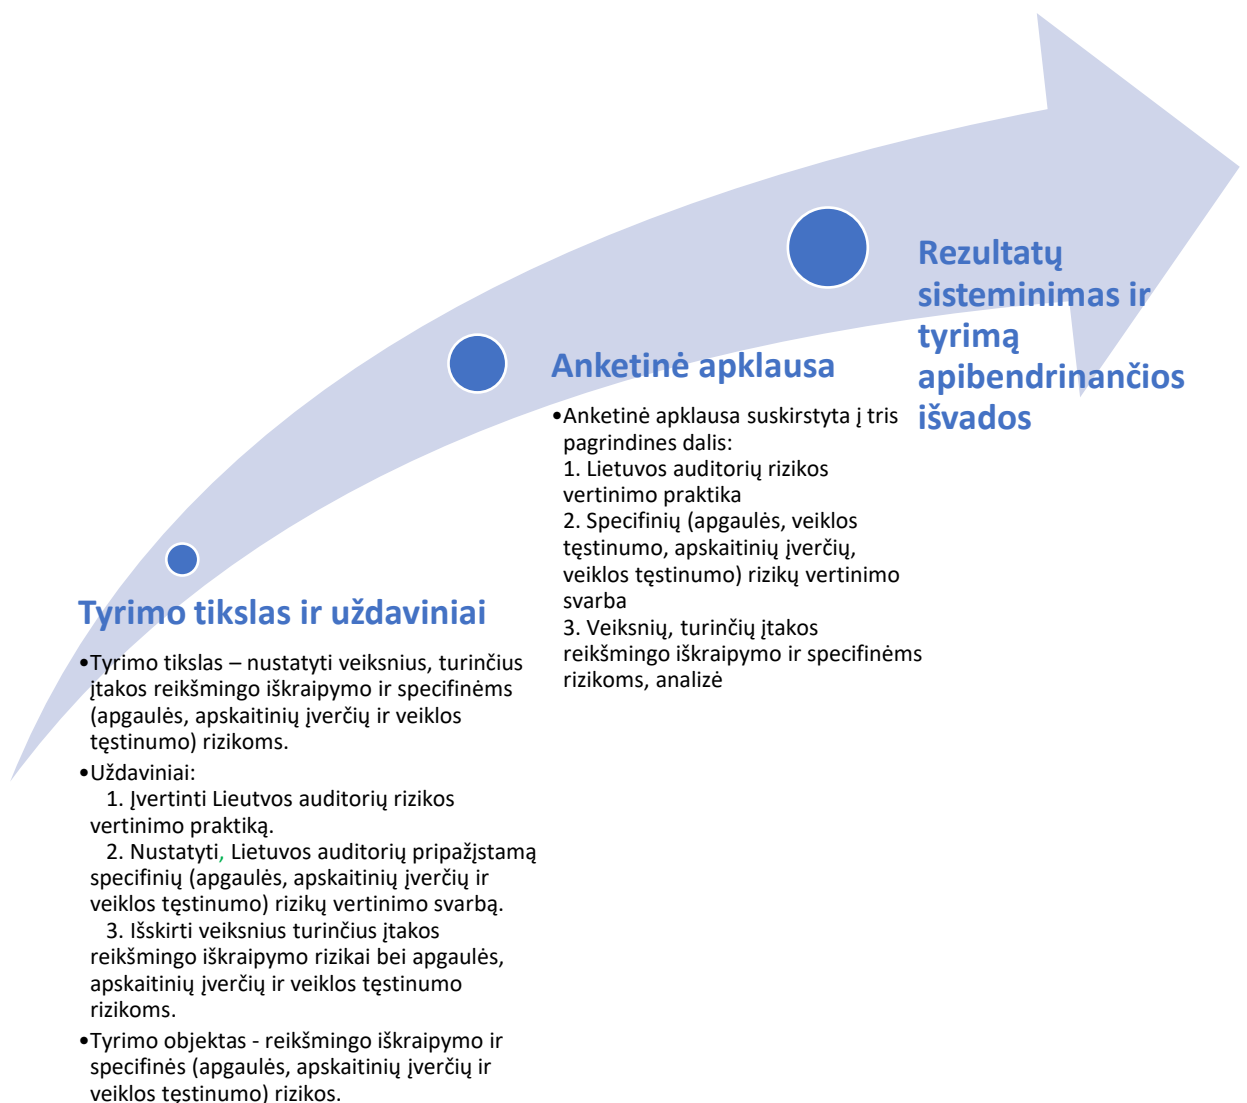 Tyrimo tikslas ir uždaviniai
•Tyrimo tikslas – nustatyti veiksnius, turinčius
įtakos reikšmingo iškraipymo ir specifinėms
(apgaulės, apskaitinių įverčių ir veiklos
tęstinumo) rizikoms.
•Uždaviniai:
1. Įvertinti Lieutvos auditorių rizikos
vertinimo praktiką.
2. Nustatyti, Lietuvos auditorių pripažįstamą
specifinių (apgaulės, apskaitinių įverčių ir
veiklos tęstinumo) rizikų vertinimo svarbą.
3. Išskirti veiksnius turinčius įtakos
reikšmingo iškraipymo rizikai bei apgaulės,
apskaitinių įverčių ir veiklos tęstinumo
rizikoms.
•Tyrimo objektas - reikšmingo iškraipymo ir
specifinės (apgaulės, apskaitinių įverčių ir
veiklos tęstinumo) rizikos.
Anketinė apklausa
•Anketinė apklausa suskirstyta į tris
pagrindines dalis:
1. Lietuvos auditorių rizikos
vertinimo praktika
2. Specifinių (apgaulės, veiklos
tęstinumo, apskaitinių įverčių,
veiklos tęstinumo) rizikų vertinimo
svarba
3. Veiksnių, turinčių įtakos
reikšmingo iškraipymo ir specifinėms
rizikoms, analizė
Rezultatų
sisteminimas ir
tyrimą
apibendrinančios
išvados